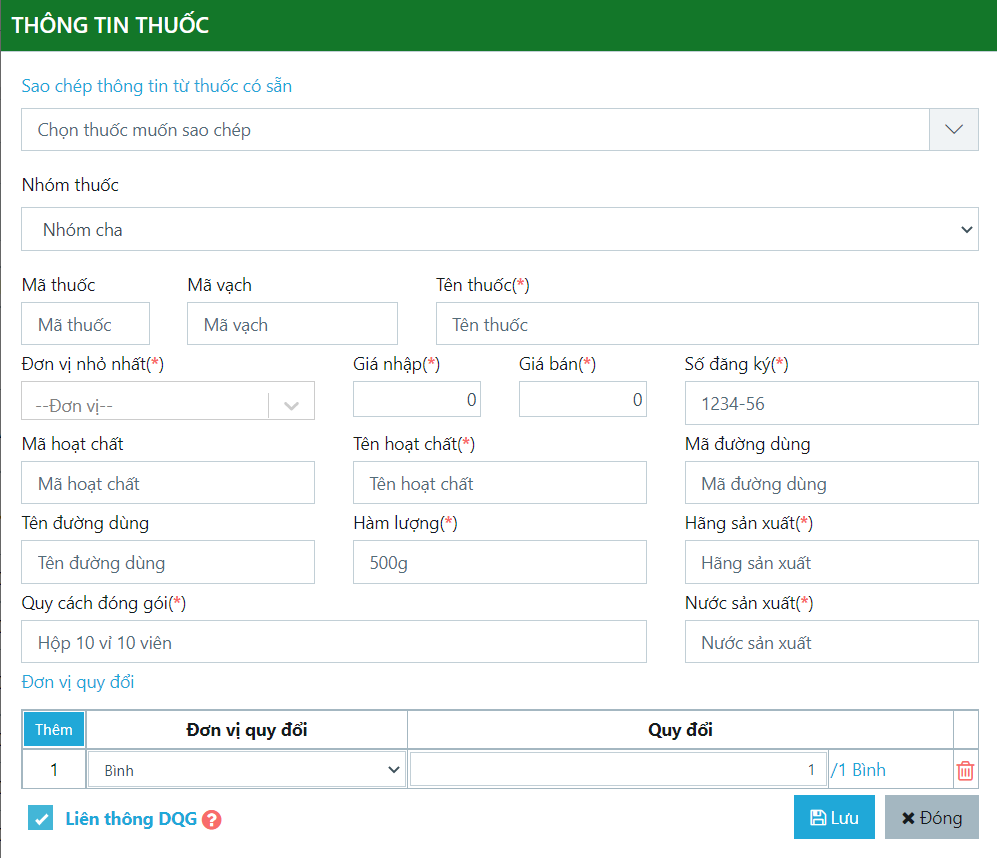 THÔNG TIN THUỐC
Sao chép thông tin từ thuốc có sẵn
Chọn thuốc muốn sao chép
Nhóm thuốc
Nhóm cha
Mã thuốc Mã vạch Tên thuốc(*)
Mã thuốc Mã vạch Tên thuốc
Đơn vị nhỏ nhất(*) Giá nhập(*) Giá bán(*) Số đăng ký(*)
--Đơn vị-- 0 0 1234-56
Mã hoạt chất Tên hoạt chất(*) Mã đường dùng
Mã hoạt chất Tên hoạt chất Mã đường dùng
Tên đường dùng Hàm lượng(*) Hãng sản xuất(*)
Tên đường dùng 500g Hãng sản xuất
Quy cách đóng gói(*) Nước sản xuất(*)
Hộp 10 vỉ 10 viên Nước sản xuất
Đơn vị quy đổi
Thêm Đơn vị quy đổi Quy đổi
1 Bình 1 /1 Bình
Liên thông DQG ? Lưu Đóng